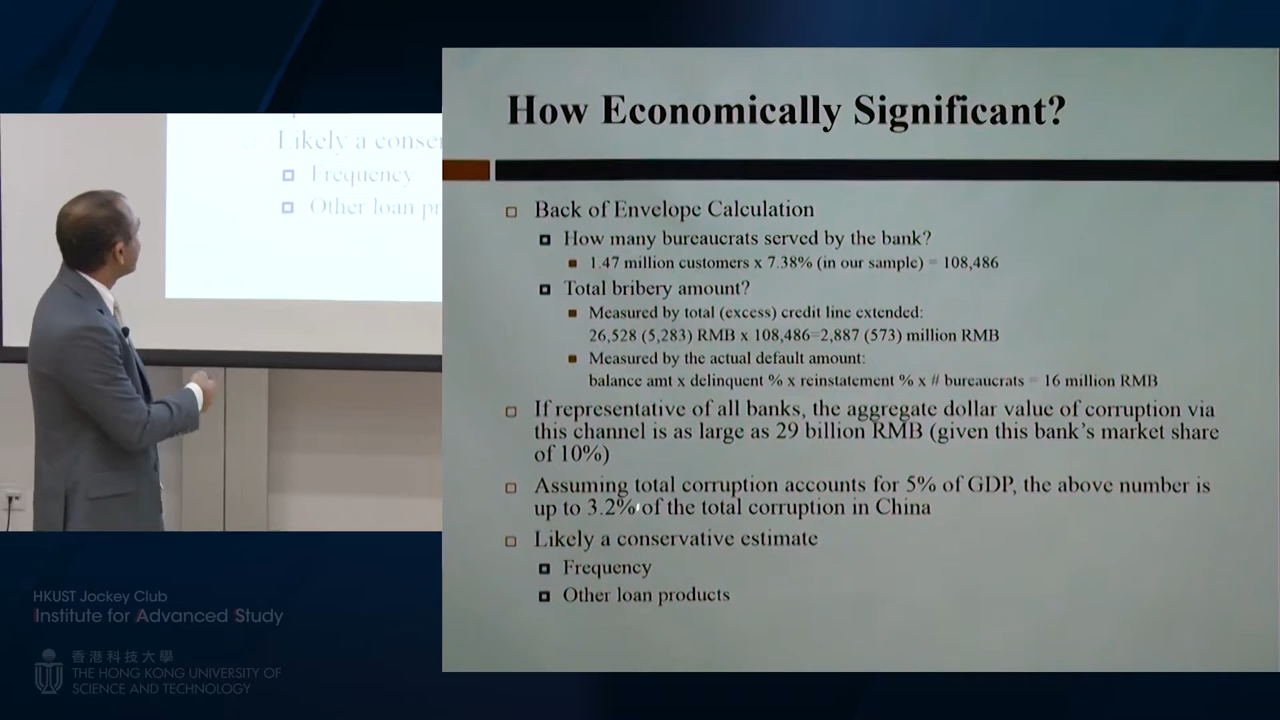 How Economically Significant?
Back of Envelope Calculation
How many bureaucrats served by the bank?
1.47 million customers x 7.38% (in our sample) = 108,486
Total bribery amount?
Measured by total (excess) credit line extended:
26,528 (5,283) RMB x 108,486=2,887 (573) million RMB
Measured by the actual default amount:
balance amt x delinquent % x reinstatement % x # bureaucrats = 16 million RMB
If representative of all banks, the aggregate dollar value of corruption via
this channel is as large as 29 billion RMB (given this bank's market share
of 10%)
Assuming total corruption accounts for 5% of GDP, the above number is
up to 3.2% of the total corruption in China
Likely a conservative estimate
Frequency
Other loan products
Likely a conse
Frequency
Other loan pr
HKUST Jockey Club
Institute for Advanced Study
香港科技大學
THE HONG KONG UNIVERSITY OF
SCIENCE AND TECHNOLOGY